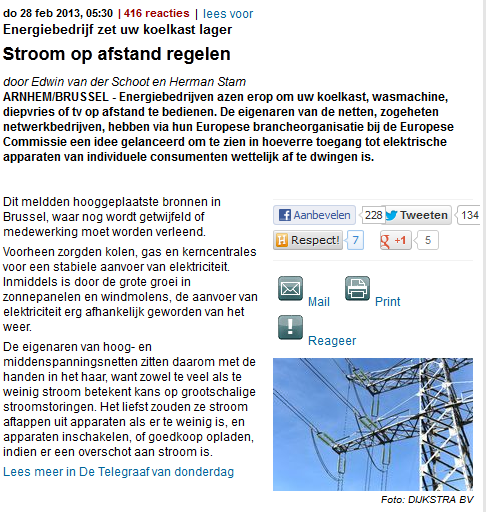 do 28 feb 2013, 05:30 | 416 reacties | lees voor
Energiebedrijf zet uw koelkast lager
Stroom op afstand regelen
door Edwin van der Schoot en Herman Stam
ARNHEM/BRUSSEL - Energiebedrijven azen erop om uw koelkast, wasmachine,
diepvries of tv op afstand te bedienen. De eigenaren van de netten, zogeheten
netwerkbedrijven, hebben via hun Europese brancheorganisatie bij de Europese
Commissie een idee gelanceerd om te zien in hoeverre toegang tot elektrische
apparaten van individuele consumenten wettelijk af te dwingen is.
Dit meldden hooggeplaatste bronnen in
Brussel, waar nog wordt getwijfeld of
medewerking moet worden verleend.
Voorheen zorgden kolen, gas en kerncentrales
voor een stabiele aanvoer van elektriciteit.
Inmiddels is door de grote groei in
zonnepanelen en windmolens, de aanvoer van
elektriciteit erg afhankelijk geworden van het
weer.
De eigenaren van hoog- en
middenspanningsnetten zitten daarom met de
handen in het haar, want zowel te veel als te
weinig stroom betekent kans op grootschalige
stroomstoringen. Het liefst zouden ze stroom
aftappen uit apparaten als er te weinig is, en
apparaten inschakelen, of goedkoop opladen,
indien er een overschot aan stroom is.
Lees meer in De Telegraaf van donderdag
f Aanbevelen 228 Tweeten 134
H Respect! 7 g +1 5
Mail Print
! Reageer
Foto: DIJKSTRA BV